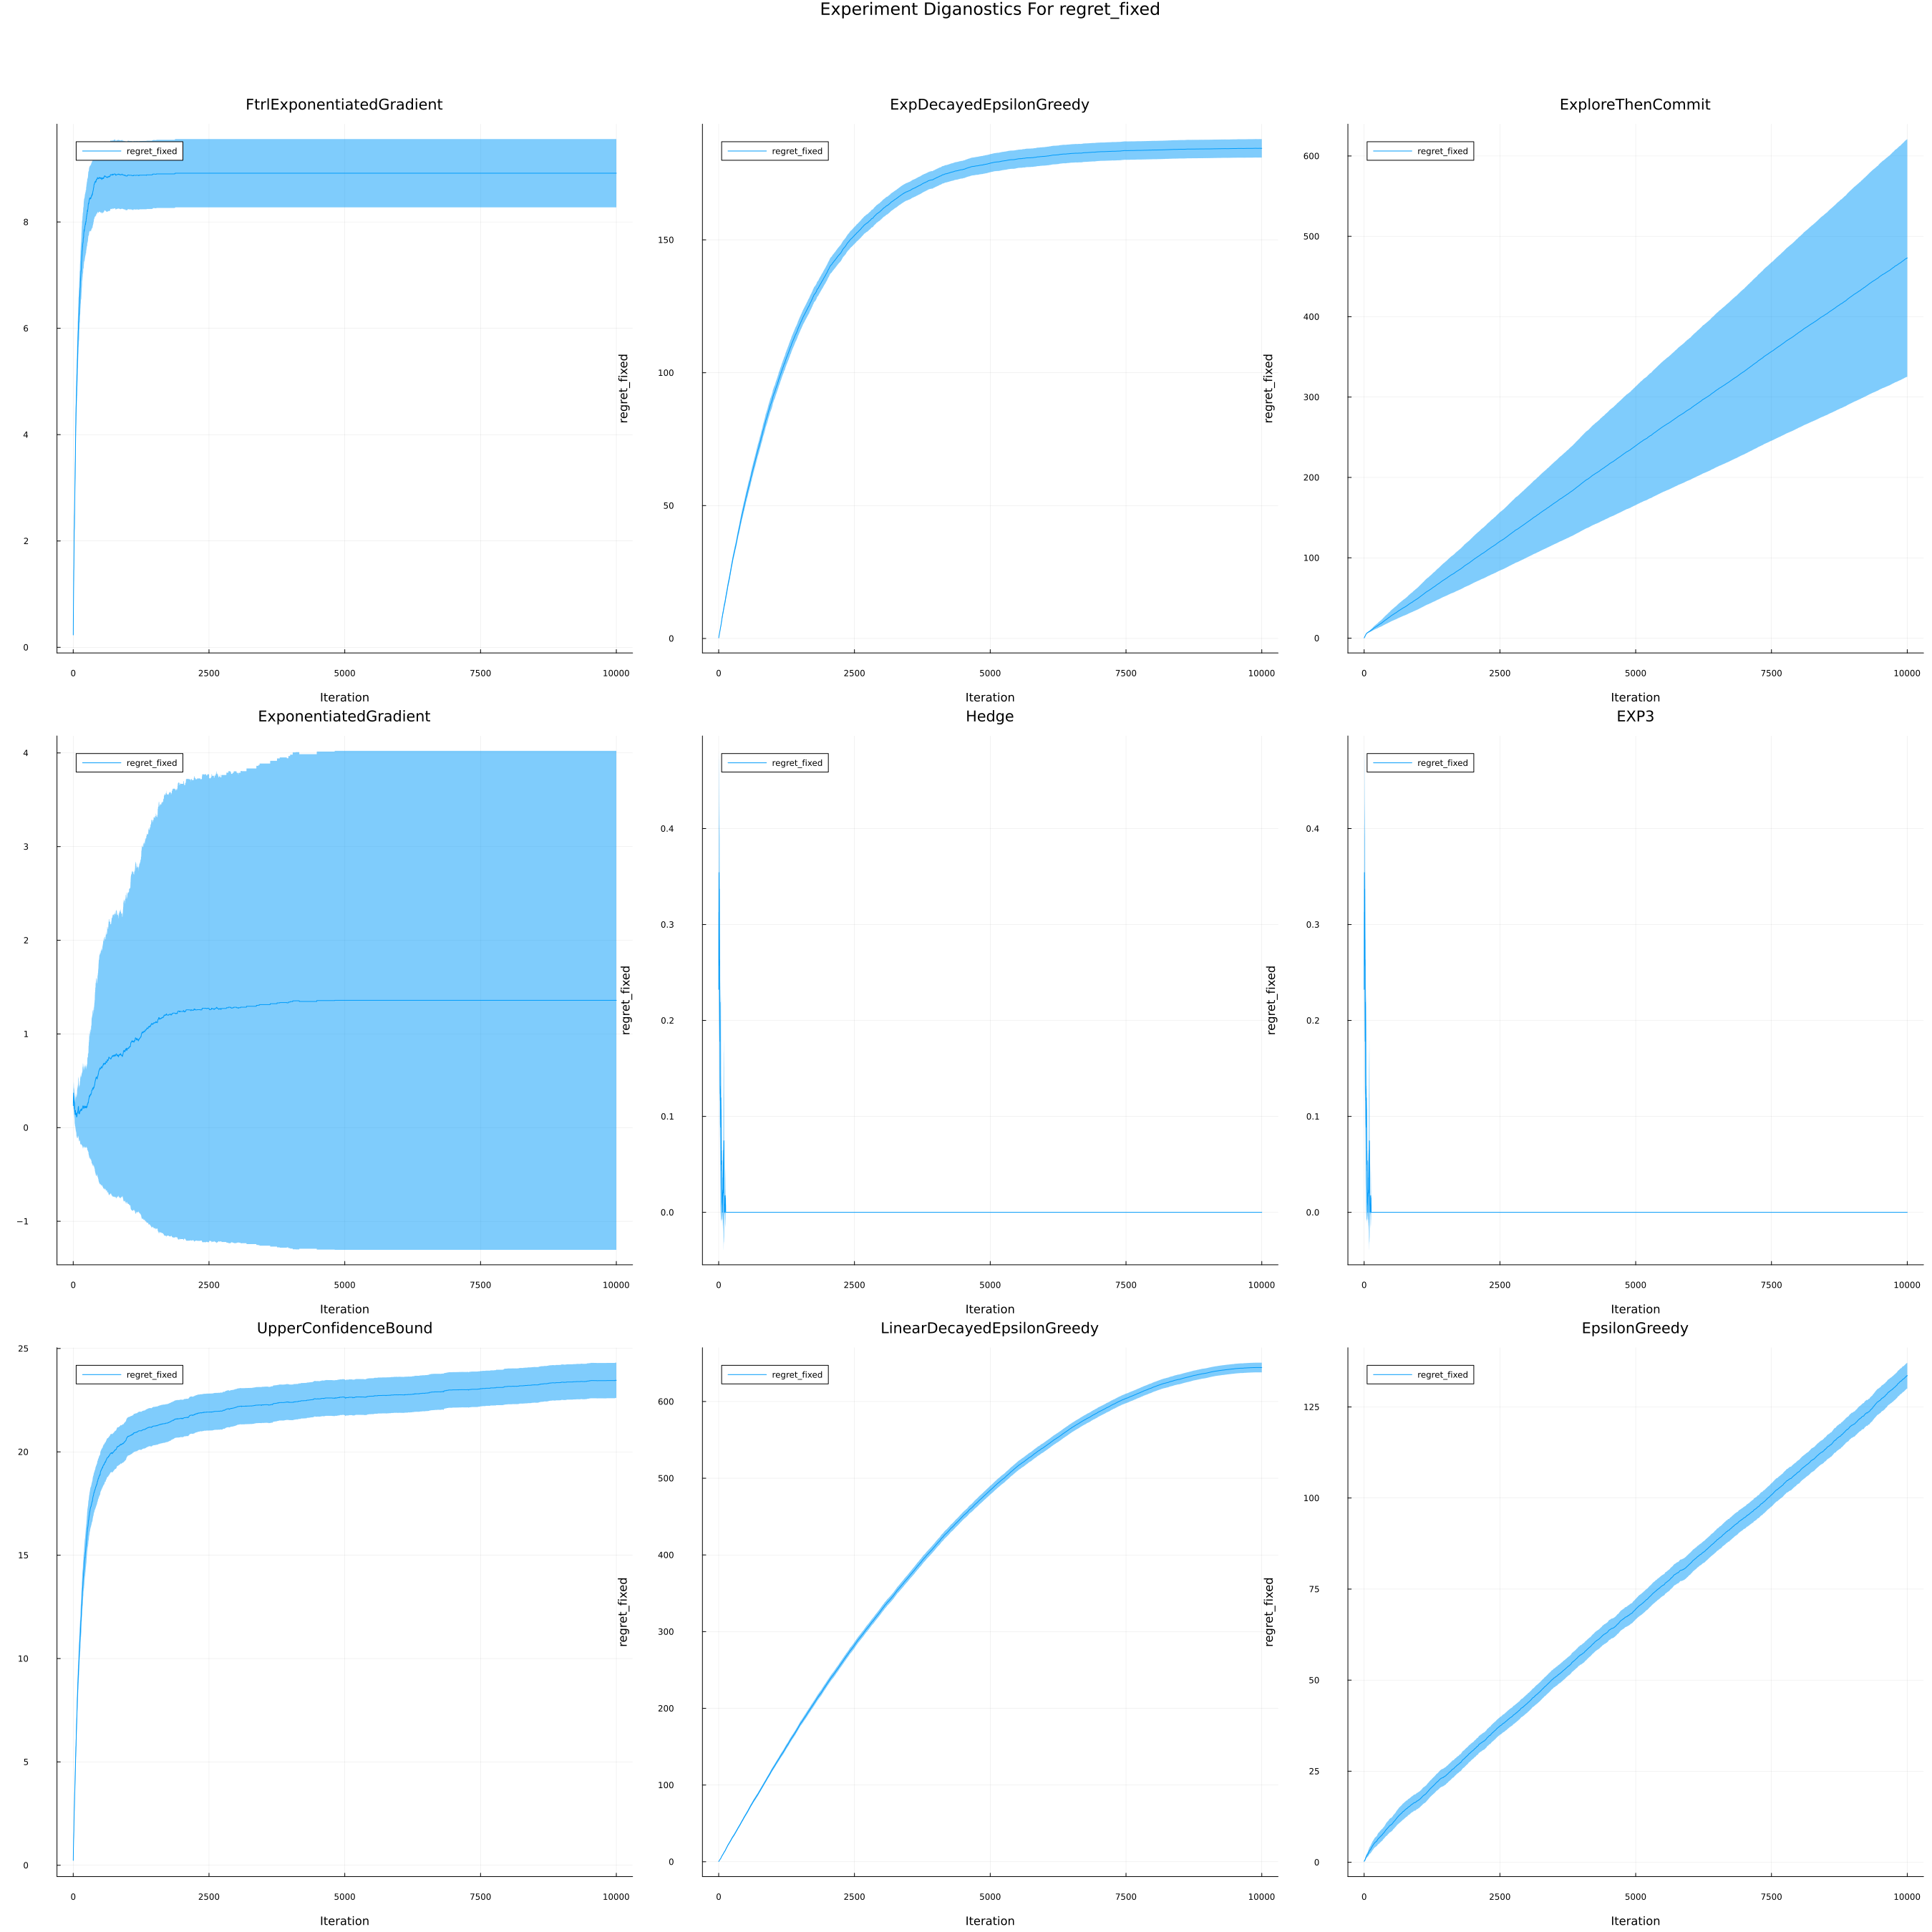 Experiment Diganostics For regret_fixed
FtrlExponentiatedGradient
regret_fixed
8
6
4
2
0
0 2500 5000 7500 10000
Iteration
ExpDecayedEpsilonGreedy
regret_fixed
regret_fixed
150
100
50
0
0 2500 5000 7500 10000
Iteration
ExploreThenCommit
regret_fixed
regret_fixed
600
500
400
300
200
100
0
0 2500 5000 7500 10000
Iteration
ExponentiatedGradient
regret_fixed
4
3
2
1
0
−1
0 2500 5000 7500 10000
Iteration
Hedge
regret_fixed
regret_fixed
0.4
0.3
0.2
0.1
0.0
0 2500 5000 7500 10000
Iteration
EXP3
regret_fixed
regret_fixed
0.4
0.3
0.2
0.1
0.0
0 2500 5000 7500 10000
Iteration
UpperConfidenceBound
regret_fixed
25
20
15
10
5
0
0 2500 5000 7500 10000
Iteration
LinearDecayedEpsilonGreedy
regret_fixed
regret_fixed
600
500
400
300
200
100
0
0 2500 5000 7500 10000
Iteration
EpsilonGreedy
regret_fixed
regret_fixed
125
100
75
50
25
0
0 2500 5000 7500 10000
Iteration